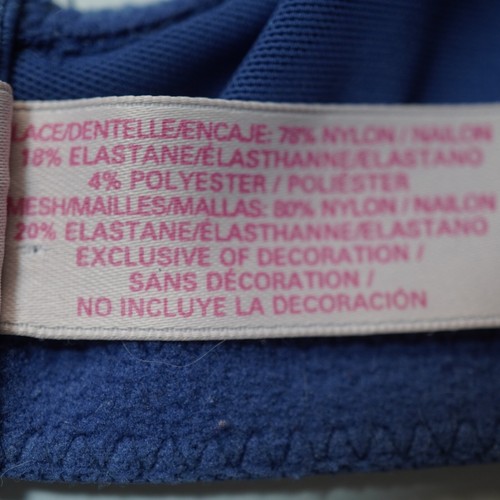 LACE/DENTELLE/ENCAJE: 78% NYLON / NAILON
18% ELASTANE/ÉLASTHANNE/ELASTANO
4% POLYESTER / POLIÉSTER
MESH/MAILLES/MALLAS: 80% NYLON / NAILON
20% ELASTANE/ÉLASTHANNE/ELASTANO
EXCLUSIVE OF DECORATION /
SANS DÉCORATION /
NO INCLUYE LA DECORACIÓN